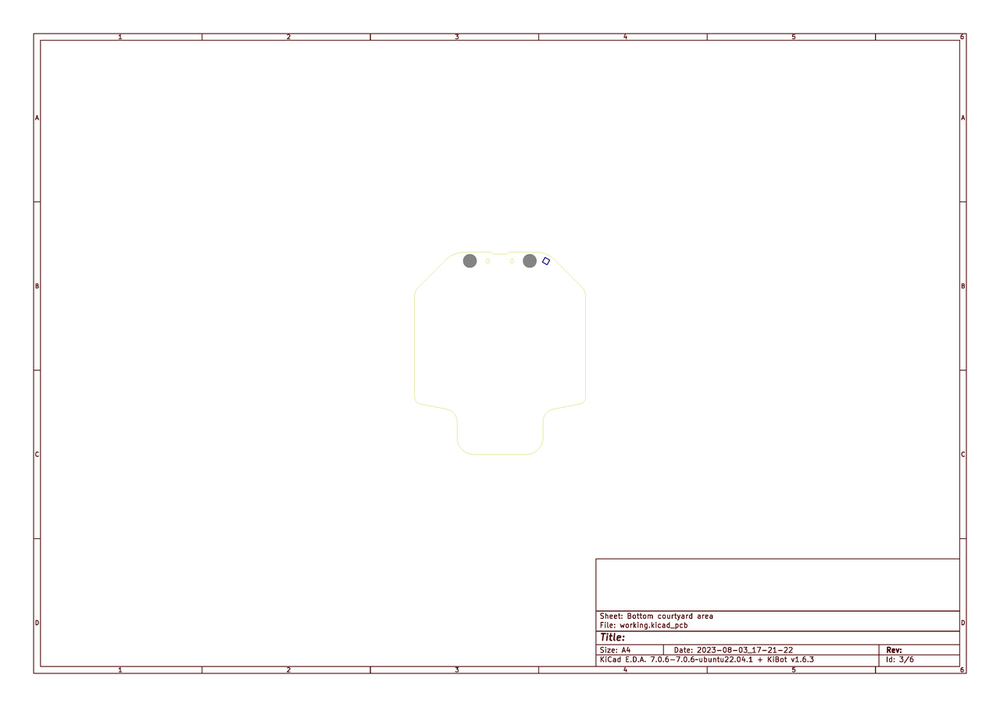 1 2 3 4 5 6
A A
B B
C C
D D
Sheet: Bottom courtyard area
File: working.kicad_pcb
Title:
Size: A4 Date: 2023-08-03_17-21-22 Rev:
KiCad E.D.A. 7.0.6-7.0.6~ubuntu22.04.1 + KiBot v1.6.3 Id: 3/6
1 2 3 4 5 6